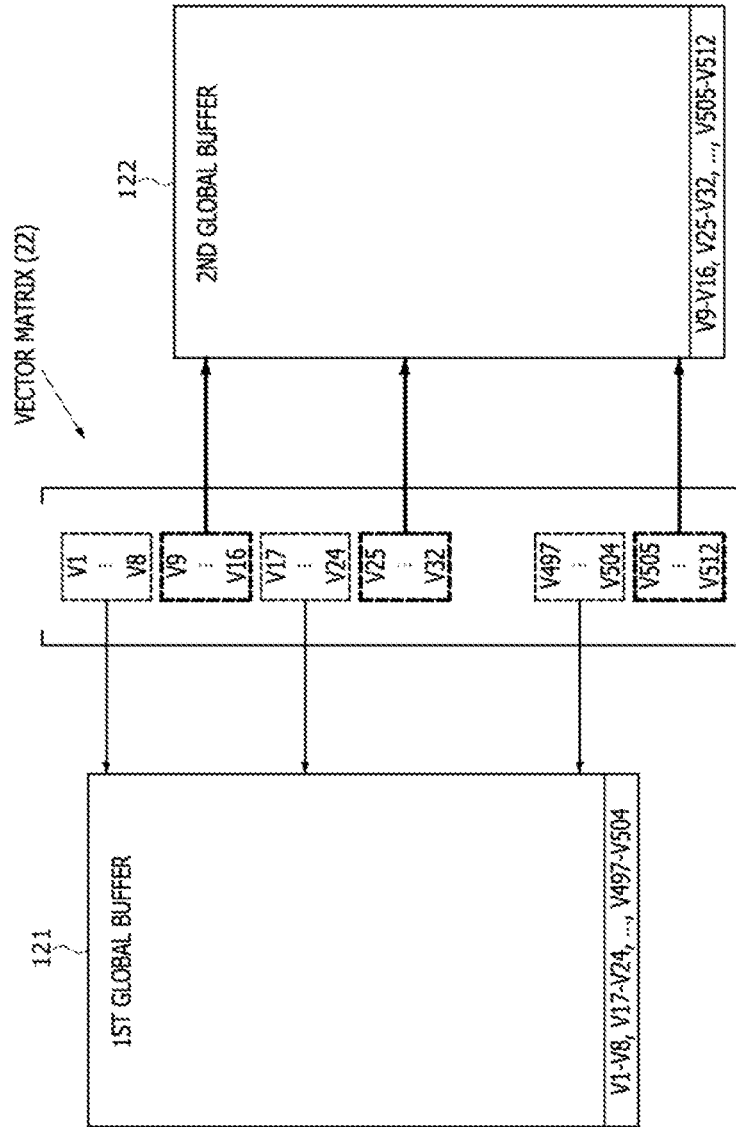 VECTOR MATRIX (22)
121
1ST GLOBAL BUFFER
V1-V8, V17-V24, ..., V497-V504
V1
⋮
V8
V9
⋮
V16
V17
⋮
V24
V25
⋮
V32
V497
⋮
V504
V505
⋮
V512
122
2ND GLOBAL BUFFER
V9-V16, V25-V32, ..., V505-V512